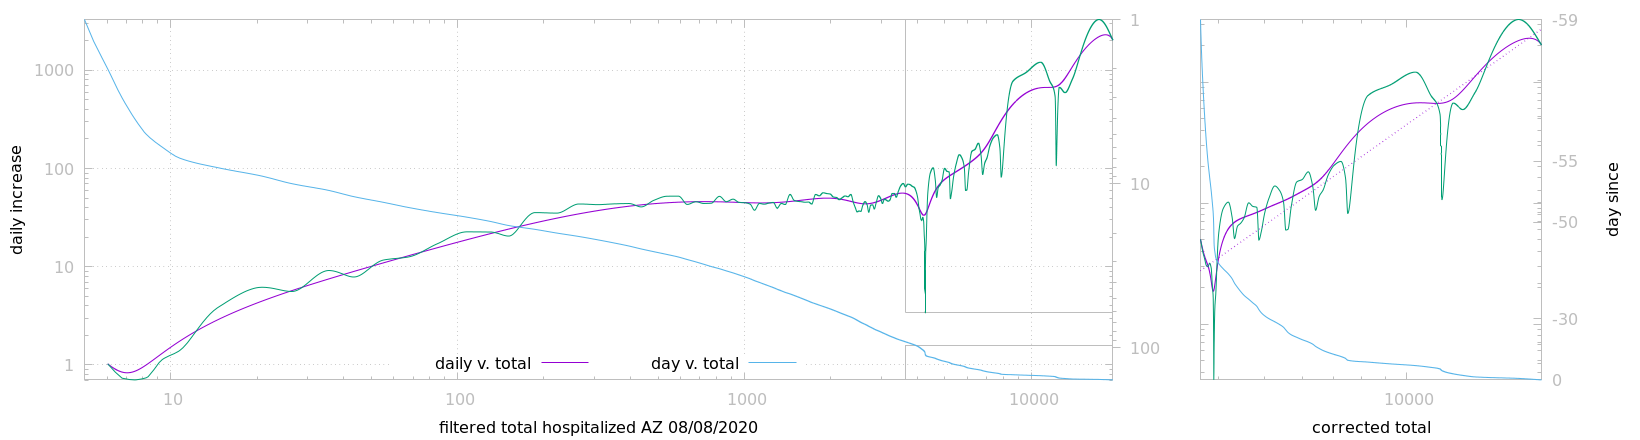 1000
100
10
1
daily increase
10
100
1000
10000
filtered total hospitalized AZ 08/08/2020
daily v. total
day v. total
1
10
100
10000
corrected total
-59
-55
-50
-30
0
day since